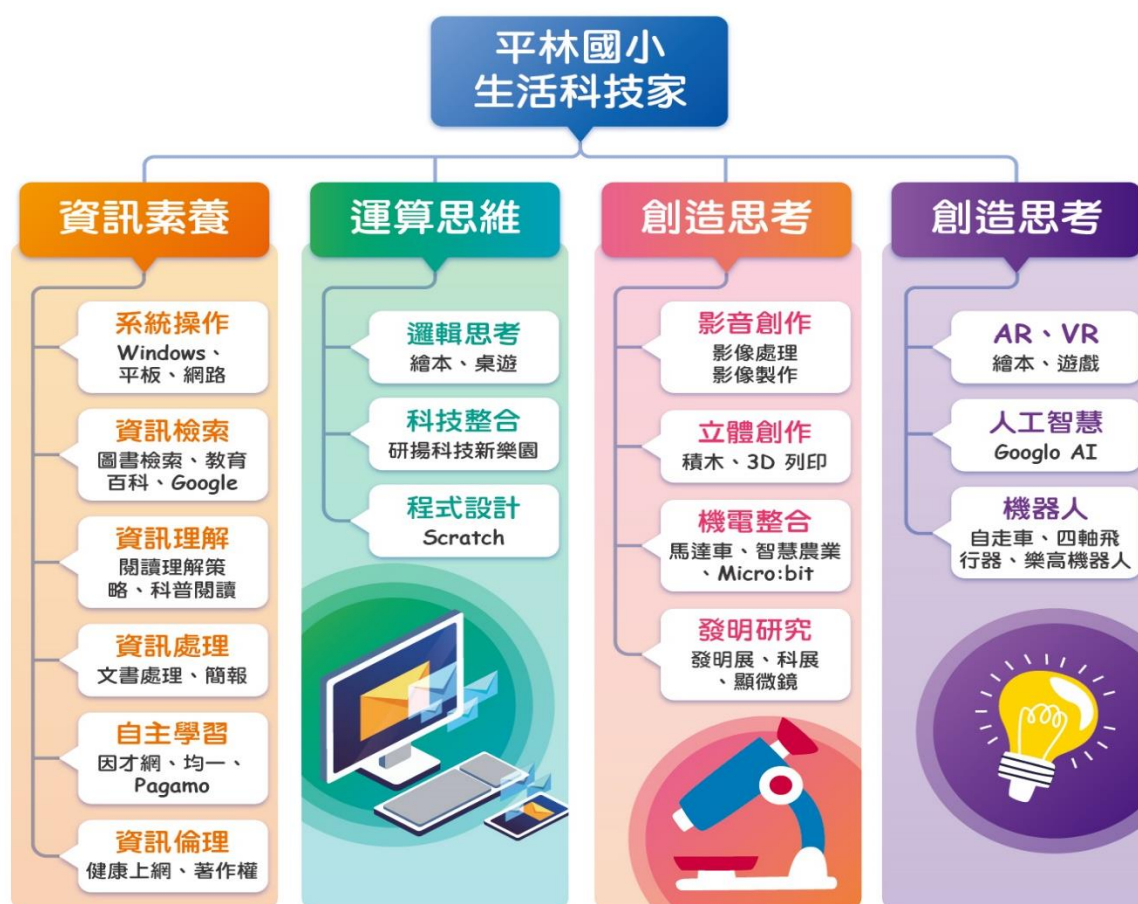 平林國小
生活科技家
資訊素養
系統操作
Windows、
平板、網路
資訊檢索
圖書檢索、教育
百科、Google
資訊理解
閱讀理解策
略、科普閱讀
資訊處理
文書處理、簡報
自主學習
因才網、均一、
Pagamo
資訊倫理
健康上網、著作權
運算思維
邏輯思考
繪本、桌遊
科技整合
研揚科技新樂園
程式設計
Scratch
創造思考
影音創作
影像處理
影像製作
立體創作
積木、3D 列印
機電整合
馬達車、智慧農業
、Micro:bit
發明研究
發明展、科展
、顯微鏡
創造思考
AR、VR
繪本、遊戲
人工智慧
Googlo AI
機器人
自走車、四軸飛
行器、樂高機器人